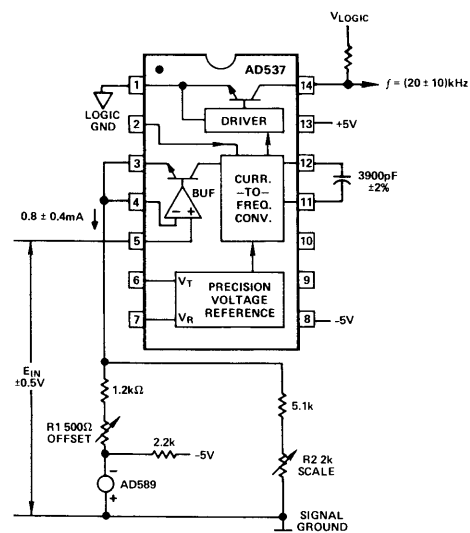 VLOGIC
AD537
1
14
f = (20 ± 10)kHz
LOGIC
GND
DRIVER
2
13
+5V
3
12
BUF
CURR.
–TO–
FREQ.
CONV.
3900pF
±2%
0.8 ± 0.4mA
4
11
– +
5
10
6
VT
PRECISION
VOLTAGE
REFERENCE
9
7
VR
8
–5V
EIN
±0.5V
1.2kΩ
5.1k
R1 500Ω
OFFSET
2.2k
–5V
R2 2k
SCALE
–
AD589
+
SIGNAL
GROUND